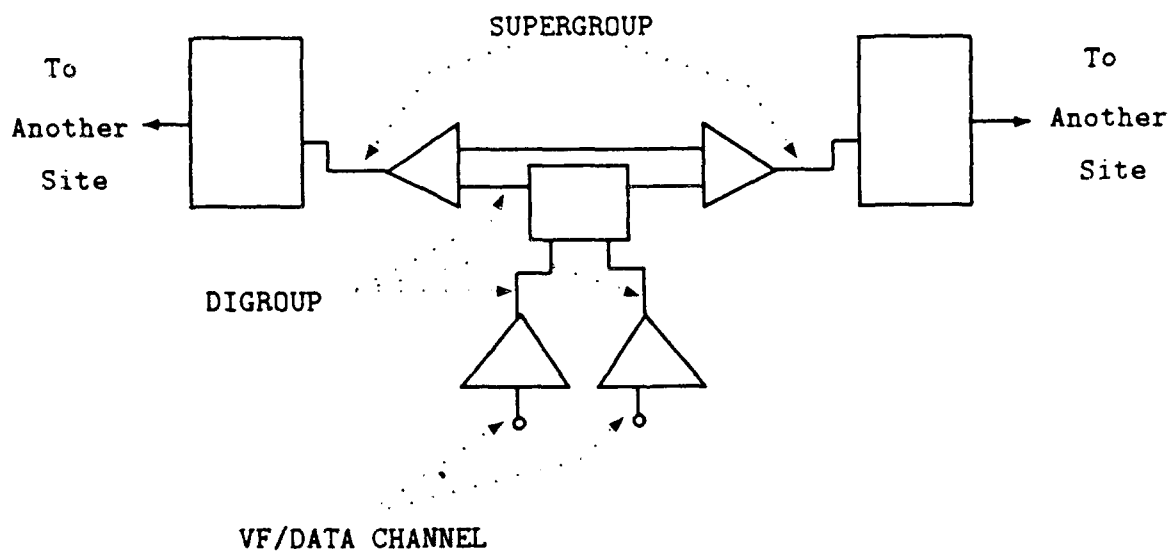 SUPERGROUP
To
Another
Site
To
Another
Site
DIGROUP
VF/DATA CHANNEL